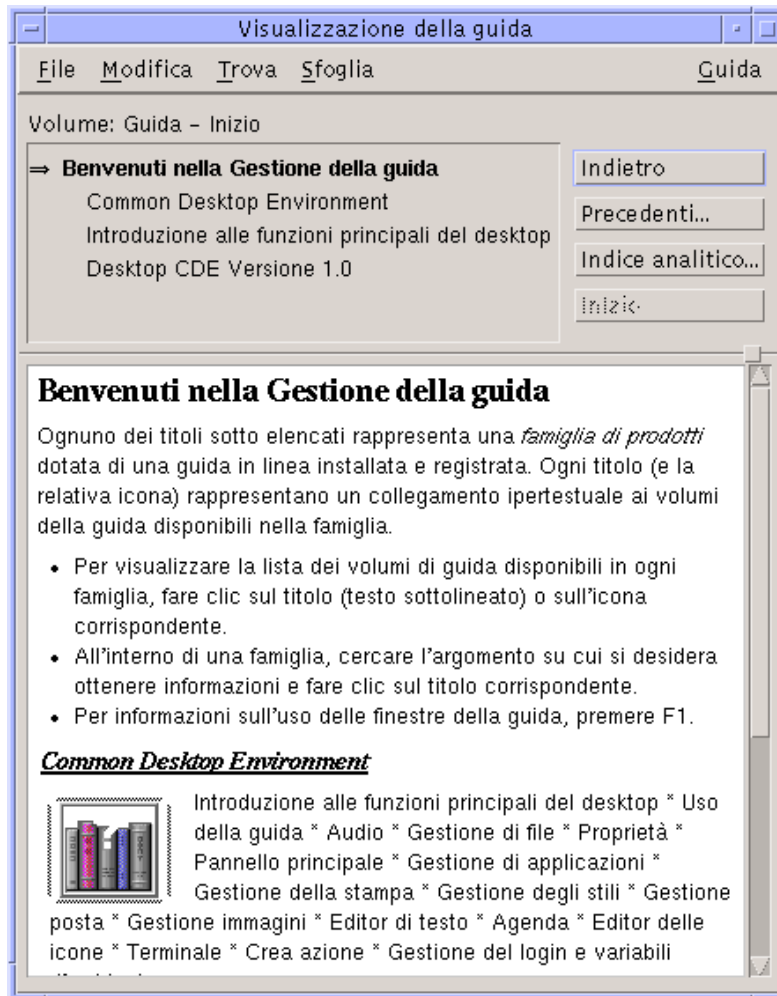 Visualizzazione della guida
File Modifica Trova Sfoglia Guida
Volume: Guida – Inizio
⇒ Benvenuti nella Gestione della guida
Common Desktop Environment
Introduzione alle funzioni principali del desktop
Desktop CDE Versione 1.0
Indietro
Precedenti...
Indice analitico...
Inizio
Benvenuti nella Gestione della guida
Ognuno dei titoli sotto elencati rappresenta una famiglia di prodotti
dotata di una guida in linea installata e registrata. Ogni titolo (e la
relativa icona) rappresentano un collegamento ipertestuale ai volumi
della guida disponibili nella famiglia.
• Per visualizzare la lista dei volumi di guida disponibili in ogni
famiglia, fare clic sul titolo (testo sottolineato) o sull'icona
corrispondente.
• All'interno di una famiglia, cercare l'argomento su cui si desidera
ottenere informazioni e fare clic sul titolo corrispondente.
• Per informazioni sull'uso delle finestre della guida, premere F1.
Common Desktop Environment
Introduzione alle funzioni principali del desktop * Uso
della guida * Audio * Gestione di file * Proprietà *
Pannello principale * Gestione di applicazioni *
Gestione della stampa * Gestione degli stili * Gestione
posta * Gestione immagini * Editor di testo * Agenda * Editor delle
icone * Terminale * Crea azione * Gestione del login e variabili